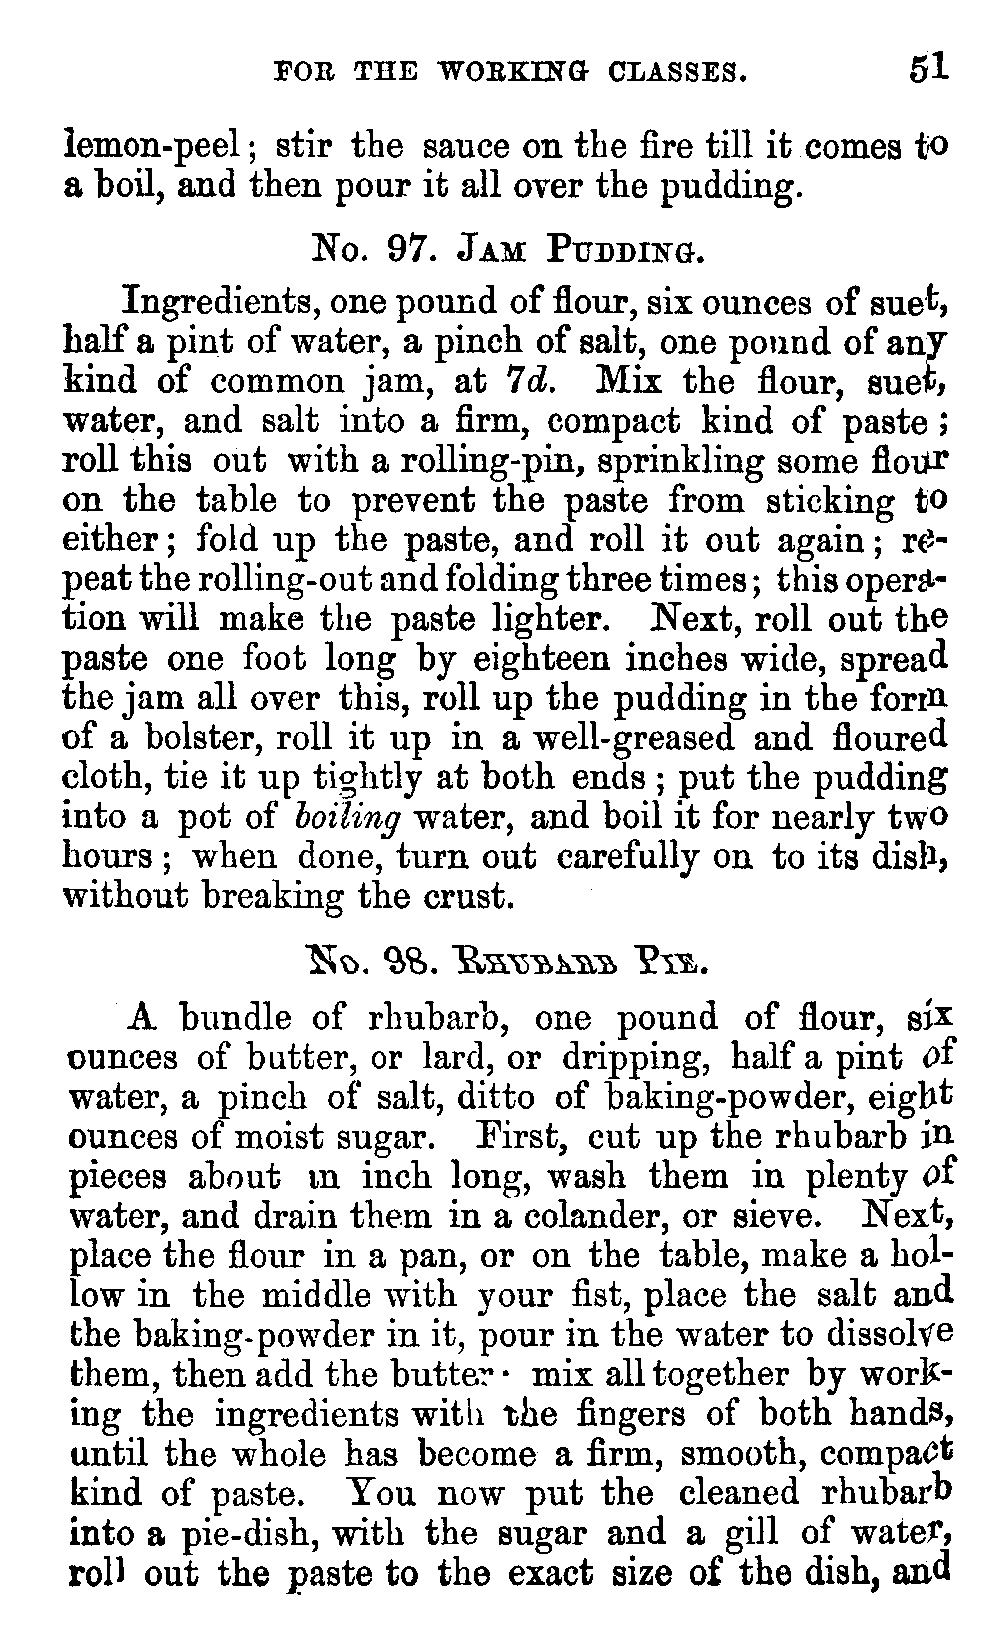 FOR THE WORKING CLASSES. 51
lemon-peel; stir the sauce on the fire till it comes to
a boil, and then pour it all over the pudding.
No. 97. Jam Pudding.
Ingredients, one pound of flour, six ounces of suet,
half a pint of water, a pinch of salt, one pound of any
kind of common jam, at 7d. Mix the flour, suet,
water, and salt into a firm, compact kind of paste;
roll this out with a rolling-pin, sprinkling some flour
on the table to prevent the paste from sticking to
either; fold up the paste, and roll it out again; re-
peat the rolling-out and folding three times; this opera-
tion will make the paste lighter. Next, roll out the
paste one foot long by eighteen inches wide, spread
the jam all over this, roll up the pudding in the form
of a bolster, roll it up in a well-greased and floured
cloth, tie it up tightly at both ends; put the pudding
into a pot of boiling water, and boil it for nearly two
hours; when done, turn out carefully on to its dish,
without breaking the crust.
No. 98. Rhubarb Pie.
A bundle of rhubarb, one pound of flour, six
ounces of butter, or lard, or dripping, half a pint of
water, a pinch of salt, ditto of baking-powder, eight
ounces of moist sugar. First, cut up the rhubarb in
pieces about in inch long, wash them in plenty of
water, and drain them in a colander, or sieve. Next,
place the flour in a pan, or on the table, make a hol-
low in the middle with your fist, place the salt and
the baking-powder in it, pour in the water to dissolve
them, then add the butter· mix all together by work-
ing the ingredients with the fingers of both hands,
until the whole has become a firm, smooth, compact
kind of paste. You now put the cleaned rhubarb
into a pie-dish, with the sugar and a gill of water,
roll out the paste to the exact size of the dish, and